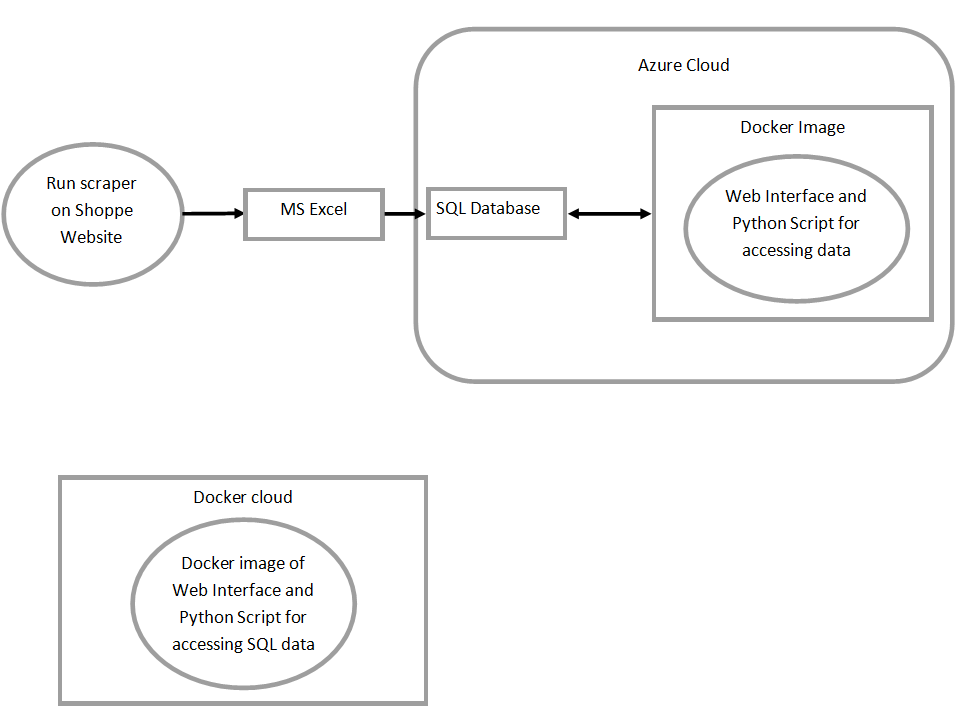 Azure Cloud
Docker Image
Run scraper
on Shoppe
Website
MS Excel
SQL Database
Web Interface and
Python Script for
accessing data
Docker cloud
Docker image of
Web Interface and
Python Script for
accessing SQL data